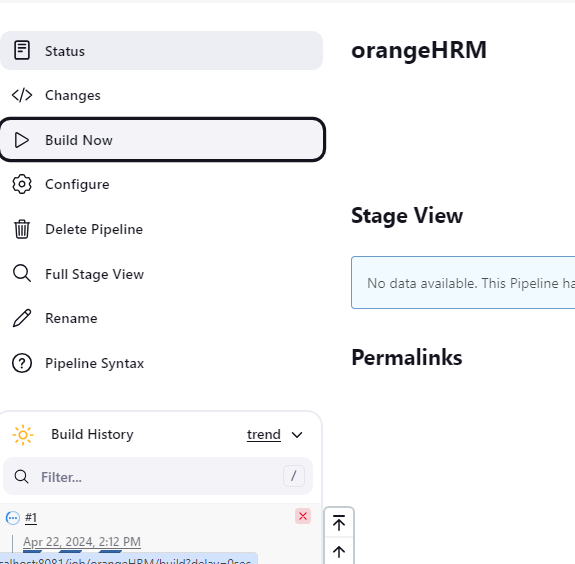 Status
Changes
Build Now
Configure
Delete Pipeline
Full Stage View
Rename
Pipeline Syntax
Build History
trend
Filter...
/
#1
Apr 22, 2024, 2:12 PM
alhost:8081/job/orangeHRM/build?delay=0sec
orangeHRM
Stage View
No data available. This Pipeline ha
Permalinks